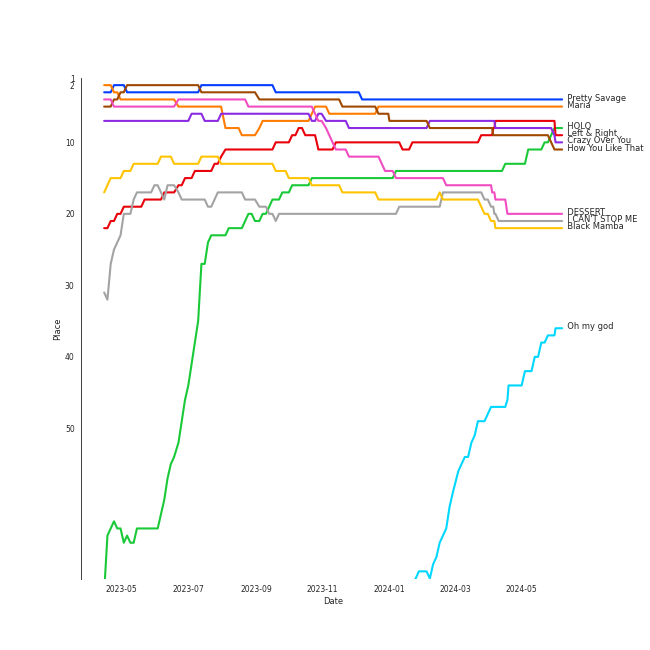 1
2
Pretty Savage
Maria
HOLO
Left & Right
10
Crazy Over You
How You Like That
DESSERT
20
I CAN'T STOP ME
Black Mamba
30
Place
Oh my god
40
50
2023-05
2023-07
2023-09
2023-11
2024-01
2024-03
2024-05
Date